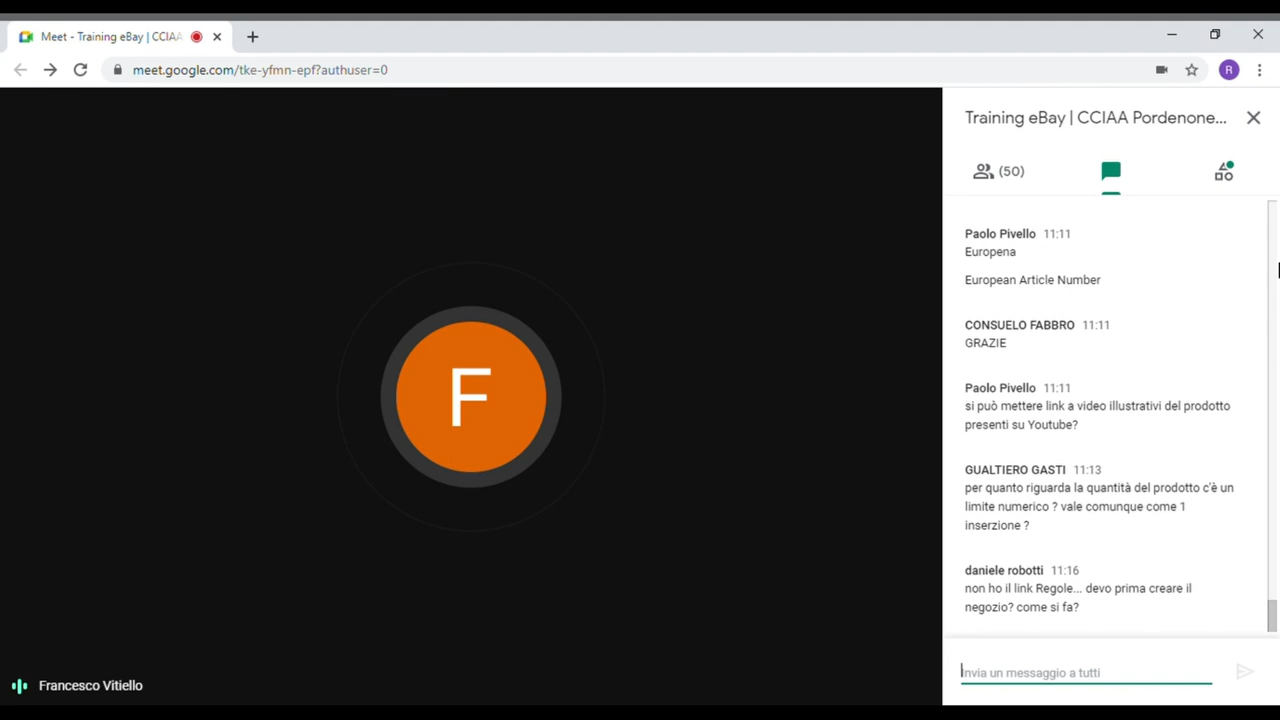 Meet - Training eBay | CCIAA
meet.google.com/tke-yfmn-epf?authuser=0
R
Training eBay | CCIAA Pordenone...
(50)
Paolo Pivello 11:11
Europena
European Article Number
CONSUELO FABBRO 11:11
GRAZIE
Paolo Pivello 11:11
si può mettere link a video illustrativi del prodotto
presenti su Youtube?
GUALTIERO GASTI 11:13
per quanto riguarda la quantità del prodotto c'è un
limite numerico ? vale comunque come 1
inserzione ?
daniele robotti 11:16
non ho il link Regole... devo prima creare il
negozio? come si fa?
Invia un messaggio a tutti
F
Francesco Vitiello